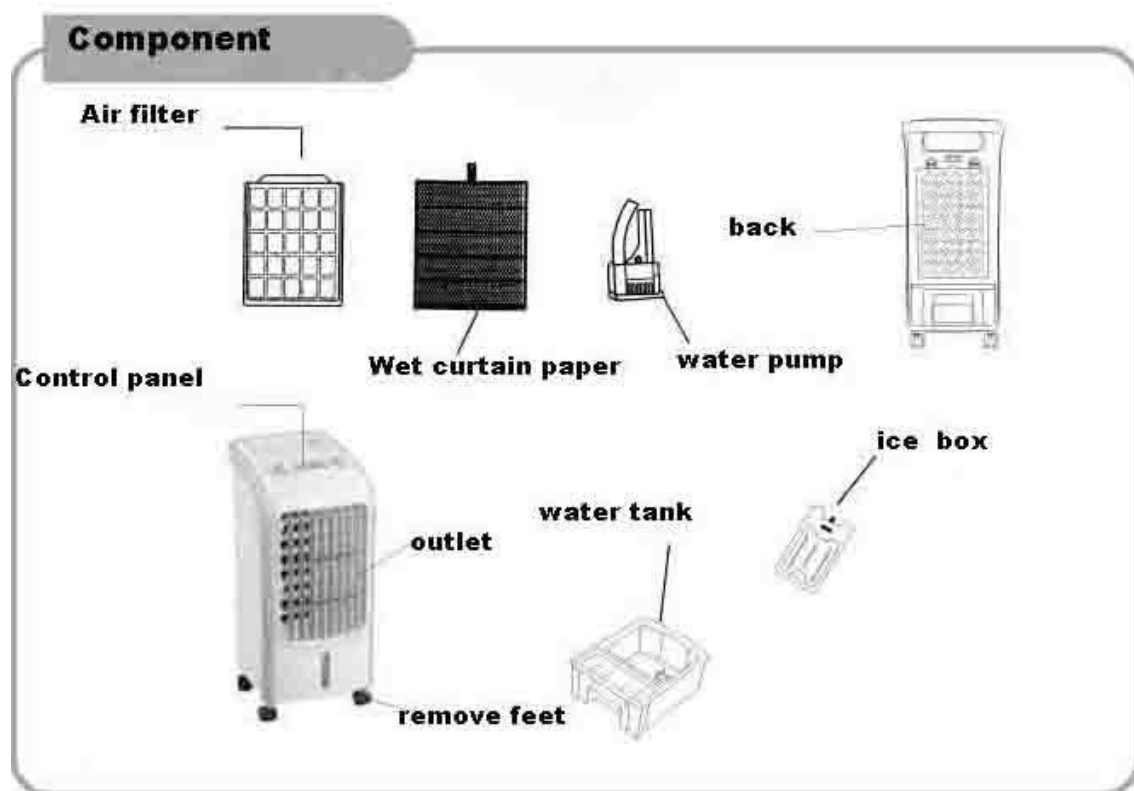 Component
Air filter
back
Wet curtain paper
water pump
Control panel
ice  box
water tank
outlet
remove feet